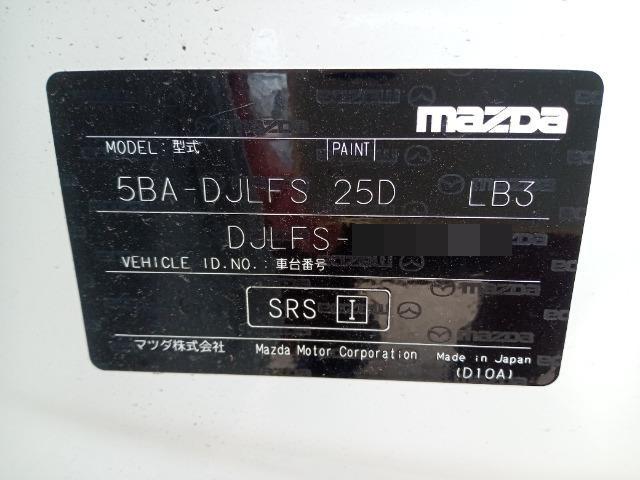 mazda
MODEL: 型式 PAINT
5BA-DJLFS 25D LB3
DJLFS-
VEHICLE ID.NO.: 車台番号
SRS I
マツダ株式会社 Mazda Motor Corporation Made in Japan
(D10A)